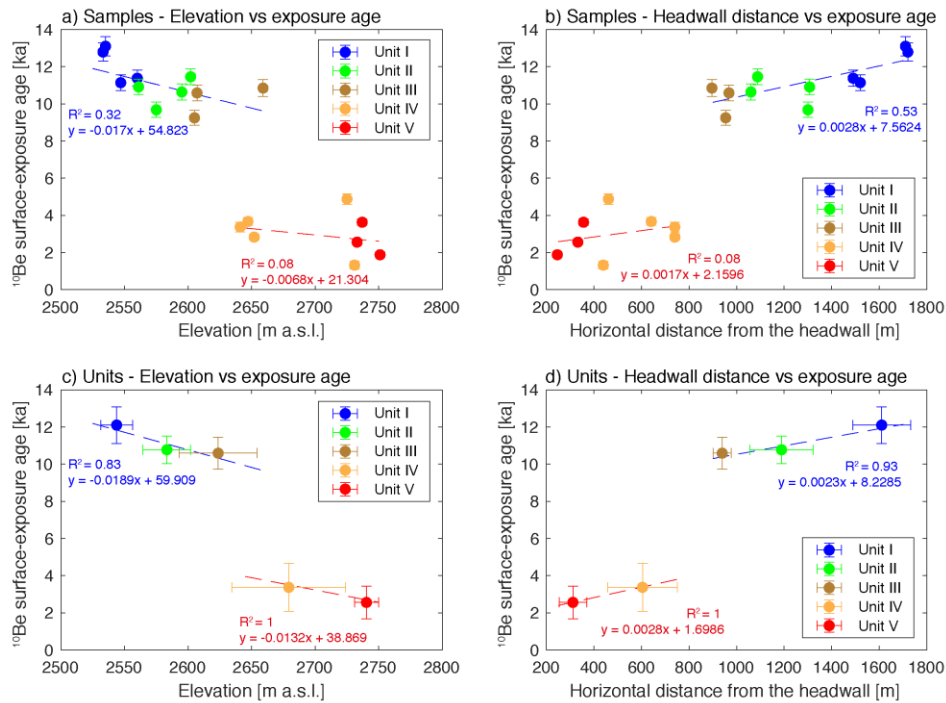 a) Samples - Elevation vs exposure age
14
12
10
8
6
4
2
0
¹⁰Be surface-exposure age [ka]
Unit I
Unit II
Unit III
Unit IV
Unit V
R² = 0.32
y = -0.017x + 54.823
R² = 0.08
y = -0.0068x + 21.304
2500 2550 2600 2650 2700 2750 2800
Elevation [m a.s.l.]
b) Samples - Headwall distance vs exposure age
14
12
10
8
6
4
2
0
¹⁰Be surface-exposure age [ka]
R² = 0.53
y = 0.0028x + 7.5624
Unit I
Unit II
Unit III
Unit IV
Unit V
R² = 0.08
y = 0.0017x + 2.1596
200 400 600 800 1000 1200 1400 1600 1800
Horizontal distance from the headwall [m]
c) Units - Elevation vs exposure age
14
12
10
8
6
4
2
0
¹⁰Be surface-exposure age [ka]
Unit I
Unit II
Unit III
Unit IV
Unit V
R² = 0.83
y = -0.0189x + 59.909
R² = 1
y = -0.0132x + 38.869
2500 2550 2600 2650 2700 2750 2800
Elevation [m a.s.l.]
d) Units - Headwall distance vs exposure age
14
12
10
8
6
4
2
0
¹⁰Be surface-exposure age [ka]
R² = 0.93
y = 0.0023x + 8.2285
Unit I
Unit II
Unit III
Unit IV
Unit V
R² = 1
y = 0.0028x + 1.6986
200 400 600 800 1000 1200 1400 1600 1800
Horizontal distance from the headwall [m]